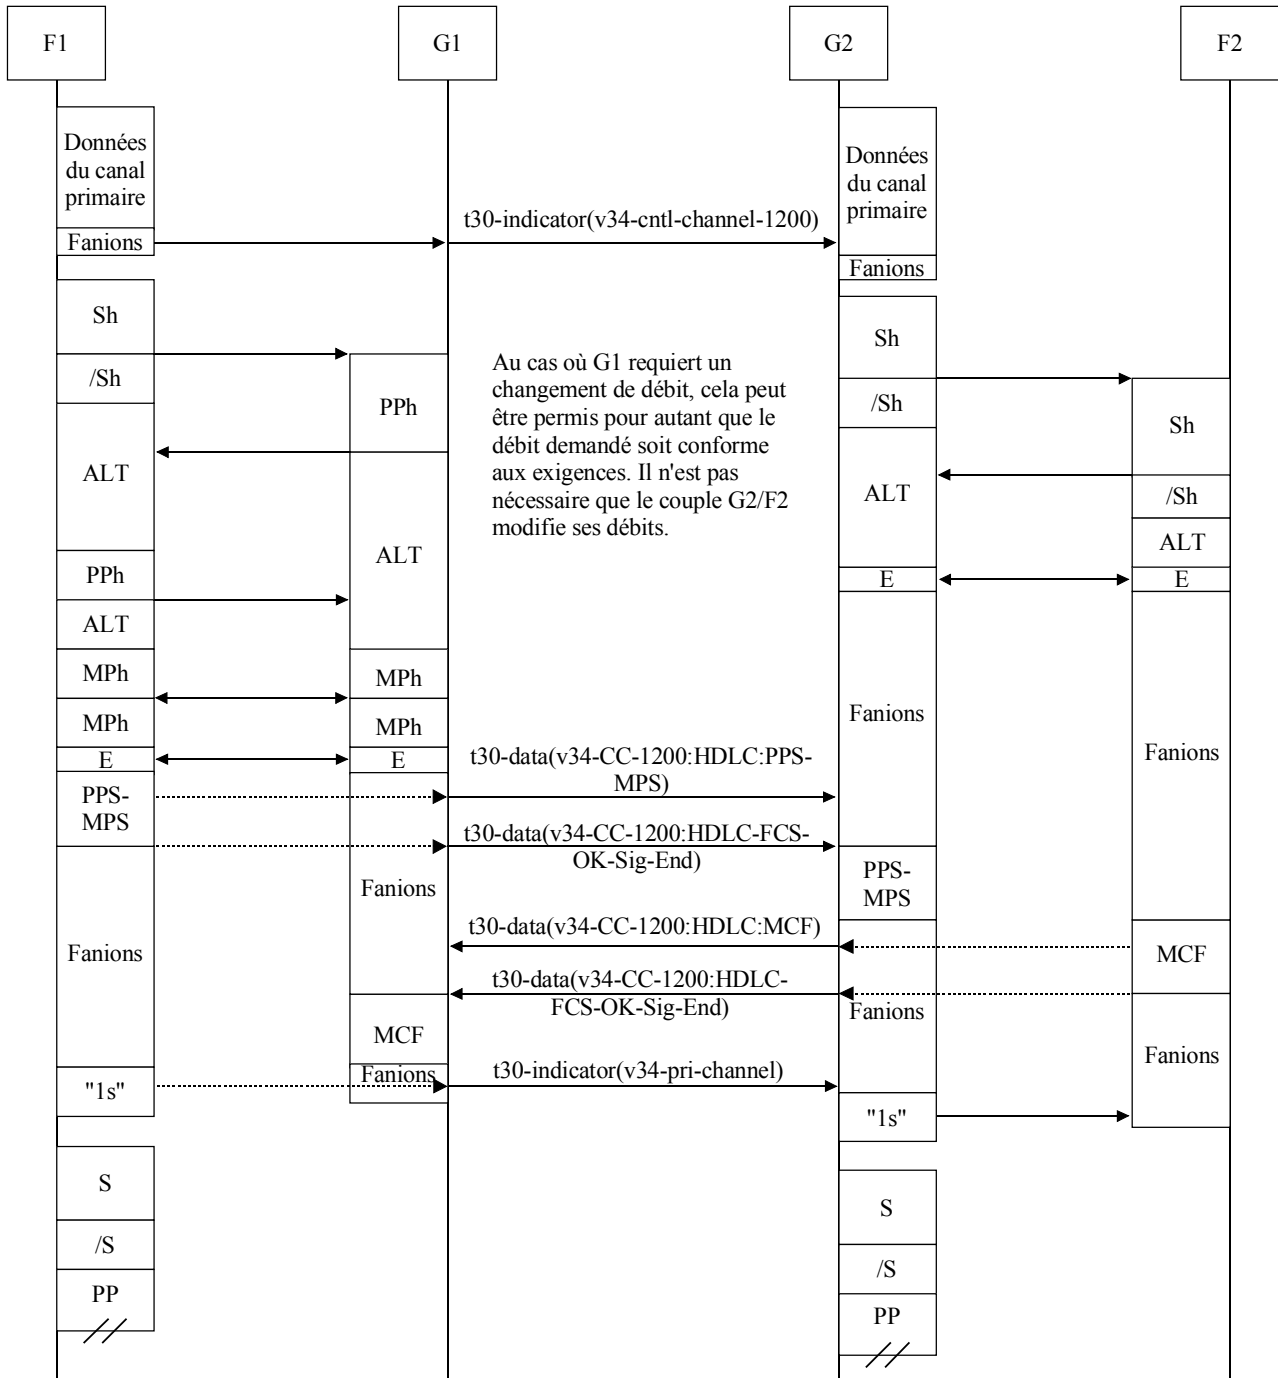 F1
G1
G2
F2
Données
du canal
primaire
Fanions
t30-indicator(v34-cntl-channel-1200)
Données
du canal
primaire
Fanions
Sh
/Sh
ALT
PPh
ALT
MPh
MPh
E
PPS-
MPS
Fanions
"1s"
S
/S
PP
PPh
ALT
MPh
MPh
E
Fanions
MCF
Fanions
Au cas où G1 requiert un
changement de débit, cela peut
être permis pour autant que le
débit demandé soit conforme
aux exigences. Il n'est pas
nécessaire que le couple G2/F2
modifie ses débits.
t30-data(v34-CC-1200:HDLC:PPS-
MPS)
t30-data(v34-CC-1200:HDLC-FCS-
OK-Sig-End)
t30-data(v34-CC-1200:HDLC:MCF)
t30-data(v34-CC-1200:HDLC-
FCS-OK-Sig-End)
t30-indicator(v34-pri-channel)
Sh
/Sh
ALT
E
Fanions
PPS-
MPS
Fanions
"1s"
S
/S
PP
Sh
/Sh
ALT
E
Fanions
MCF
Fanions